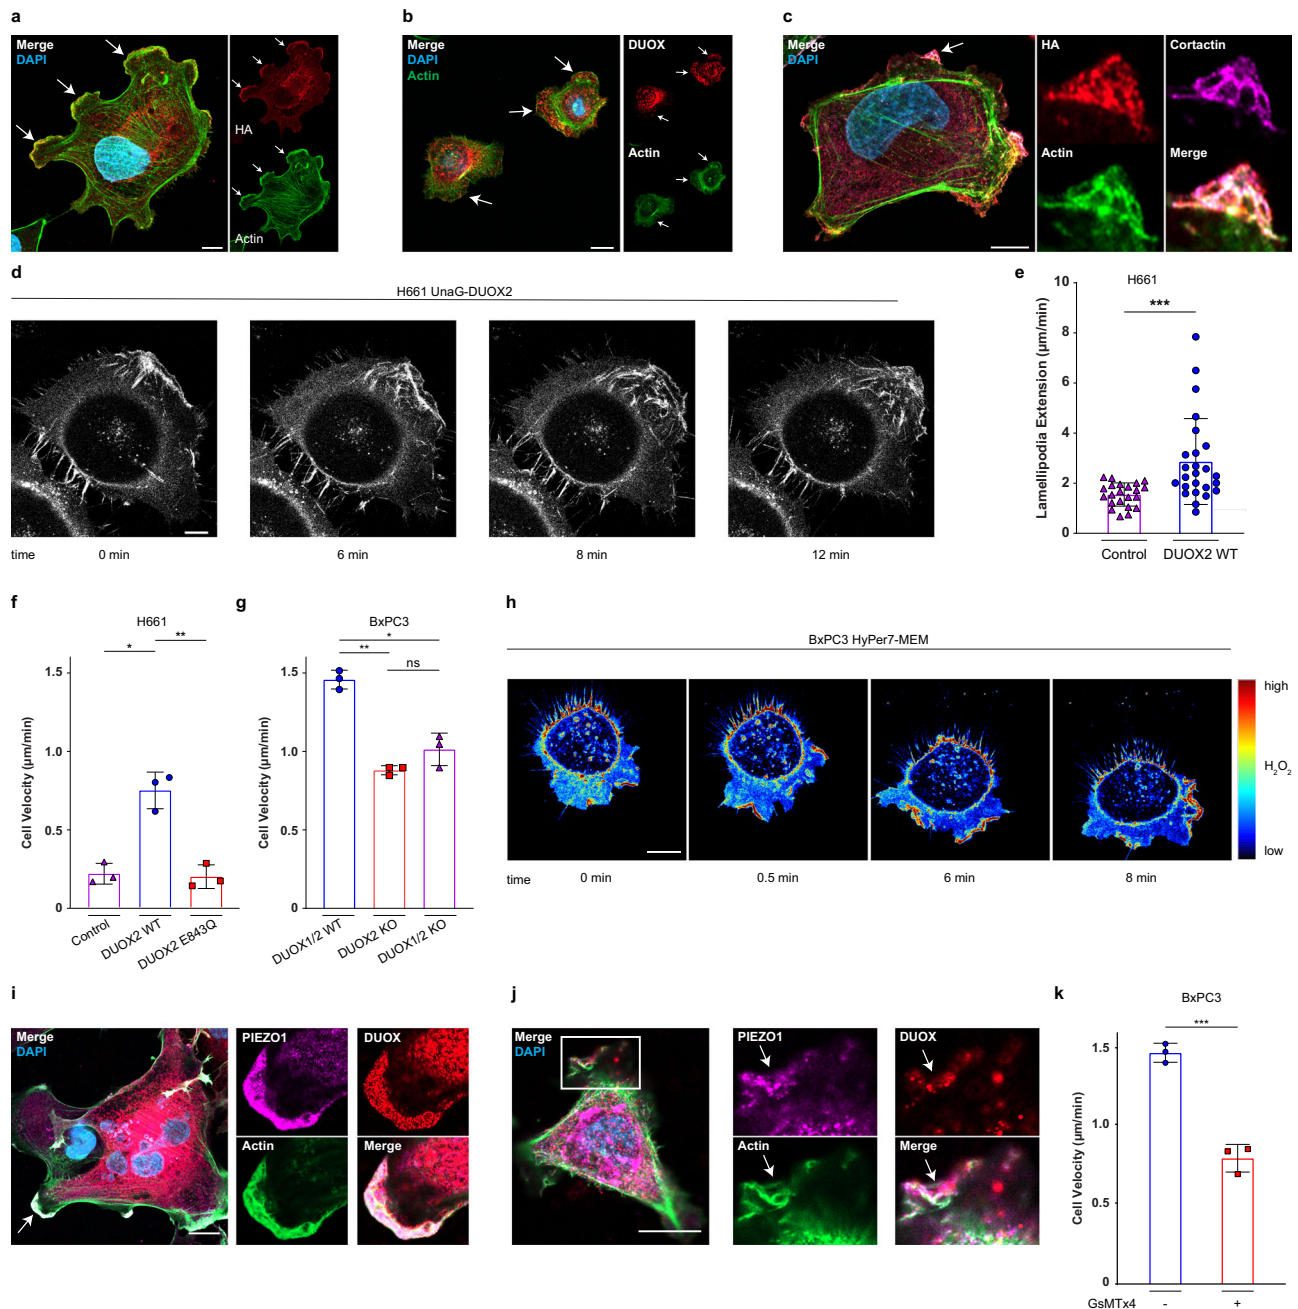 a
Merge
DAPI
HA
Actin
b
Merge
DAPI
Actin
DUOX
Actin
c
Merge
DAPI
HA
Cortactin
Actin
Merge
d
H661 UnaG-DUOX2
time
0 min
6 min
8 min
12 min
e
H661
***
Lamellipodia Extension (μm/min)
10
8
6
4
2
0
Control
DUOX2 WT
f
H661
*
**
Cell Velocity (μm/min)
1.5
1.0
0.5
0
Control
DUOX2 WT
DUOX2 E843Q
g
BxPC3
*
**
ns
Cell Velocity (μm/min)
1.5
1.0
0.5
0
DUOX1/2 WT
DUOX2 KO
DUOX1/2 KO
h
BxPC3 HyPer7-MEM
high
H₂O₂
low
time
0 min
0.5 min
6 min
8 min
i
Merge
DAPI
PIEZO1
DUOX
Actin
Merge
j
Merge
DAPI
PIEZO1
DUOX
Actin
Merge
k
BxPC3
***
Cell Velocity (μm/min)
1.5
1.0
0.5
0
GsMTx4
-
+